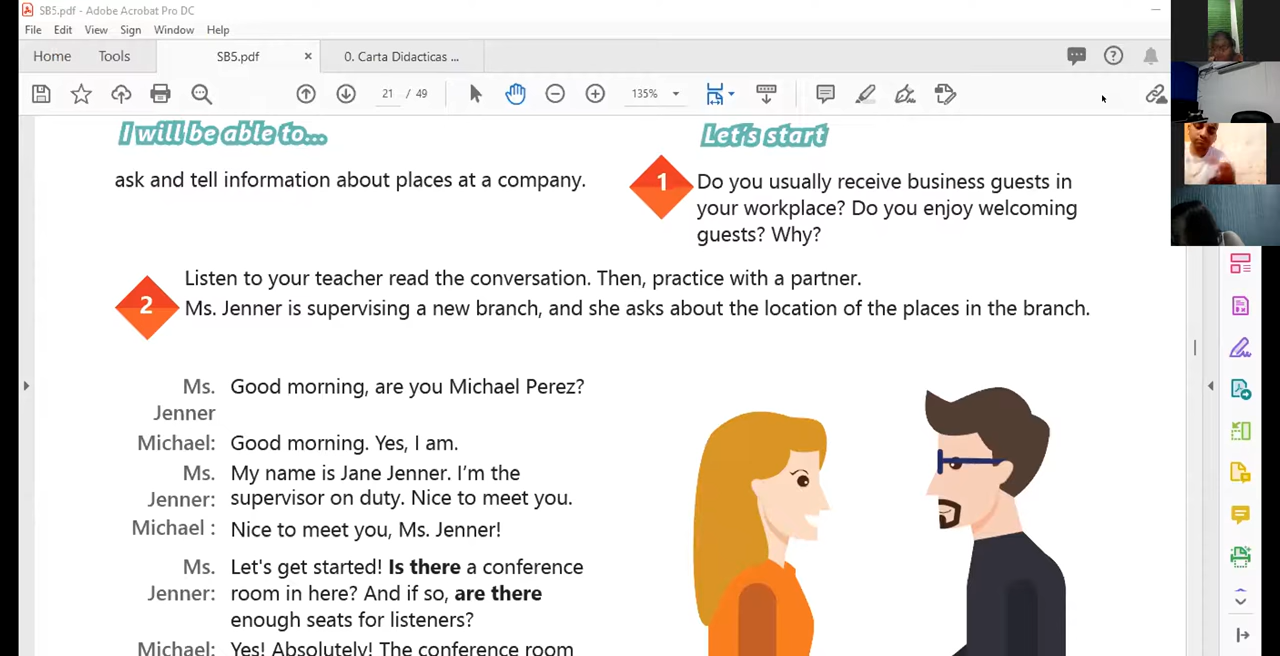 SB5.pdf - Adobe Acrobat Pro DC
File Edit View Sign Window Help
Home Tools SB5.pdf × 0. Carta Didacticas ...
21 / 49 135%
I will be able to...
ask and tell information about places at a company.
Let's start
1
Do you usually receive business guests in
your workplace? Do you enjoy welcoming
guests? Why?
2
Listen to your teacher read the conversation. Then, practice with a partner.
Ms. Jenner is supervising a new branch, and she asks about the location of the places in the branch.
Ms. Good morning, are you Michael Perez?
Jenner
Michael: Good morning. Yes, I am.
Ms. My name is Jane Jenner. I'm the
Jenner: supervisor on duty. Nice to meet you.
Michael : Nice to meet you, Ms. Jenner!
Ms. Let's get started! Is there a conference
Jenner: room in here? And if so, are there
enough seats for listeners?
Michael: Yes! Absolutely! The conference room